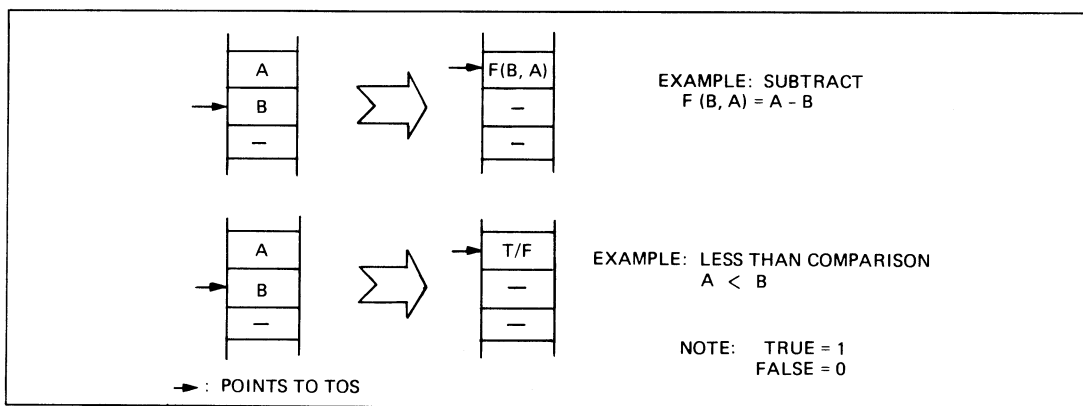 A
B
—
F(B, A)
—
—
EXAMPLE: SUBTRACT
F (B, A) = A - B
A
B
—
T/F
—
—
EXAMPLE: LESS THAN COMPARISON
A < B
NOTE: TRUE = 1
FALSE = 0
→ : POINTS TO TOS